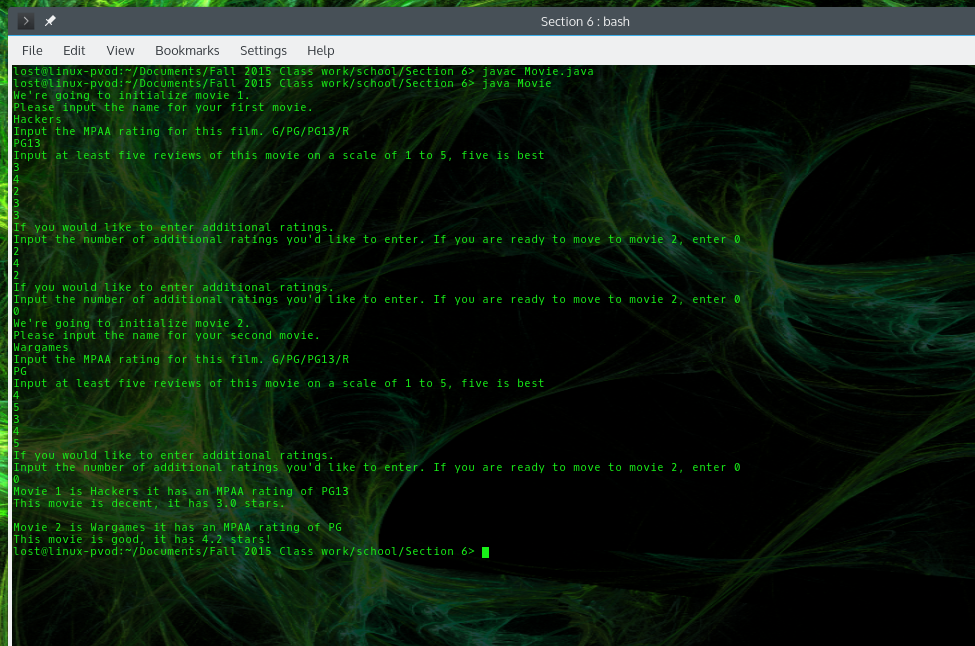 Section 6 : bash
File Edit View Bookmarks Settings Help
lost@linux-pvod:~/Documents/Fall 2015 Class work/school/Section 6> javac Movie.java
lost@linux-pvod:~/Documents/Fall 2015 Class work/school/Section 6> java Movie
We're going to initialize movie 1.
Please input the name for your first movie.
Hackers
Input the MPAA rating for this film. G/PG/PG13/R
PG13
Input at least five reviews of this movie on a scale of 1 to 5, five is best
3
4
2
3
3
If you would like to enter additional ratings.
Input the number of additional ratings you'd like to enter. If you are ready to move to movie 2, enter 0
2
4
2
If you would like to enter additional ratings.
Input the number of additional ratings you'd like to enter. If you are ready to move to movie 2, enter 0
0
We're going to initialize movie 2.
Please input the name for your second movie.
Wargames
Input the MPAA rating for this film. G/PG/PG13/R
PG
Input at least five reviews of this movie on a scale of 1 to 5, five is best
4
5
3
4
5
If you would like to enter additional ratings.
Input the number of additional ratings you'd like to enter. If you are ready to move to movie 2, enter 0
0
Movie 1 is Hackers it has an MPAA rating of PG13
This movie is decent, it has 3.0 stars.
Movie 2 is Wargames it has an MPAA rating of PG
This movie is good, it has 4.2 stars!
lost@linux-pvod:~/Documents/Fall 2015 Class work/school/Section 6>